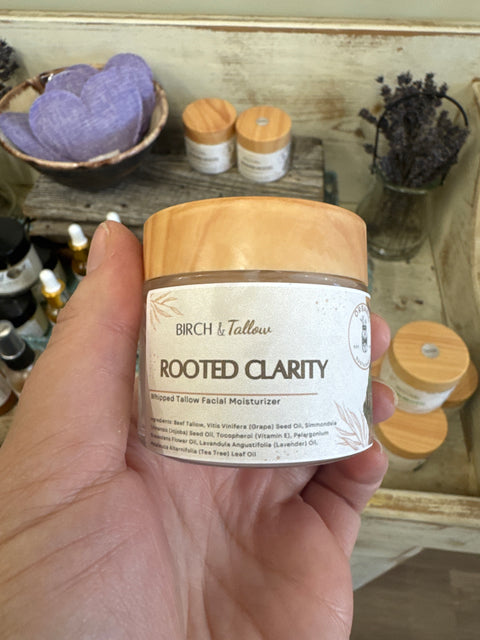 BIRCH & Tallow
ROOTED CLARITY
Whipped Tallow Facial Moisturizer
Ingredients: Beef Tallow, Vitis Vinifera (Grape) Seed Oil, Simmondsia
Chinensis (Jojoba) Seed Oil, Tocopherol (Vitamin E), Pelargonium
Graveolens Flower Oil, Lavandula Angustifolia (Lavender) Oil,
Melaleuca Alternifolia (Tea Tree) Leaf Oil